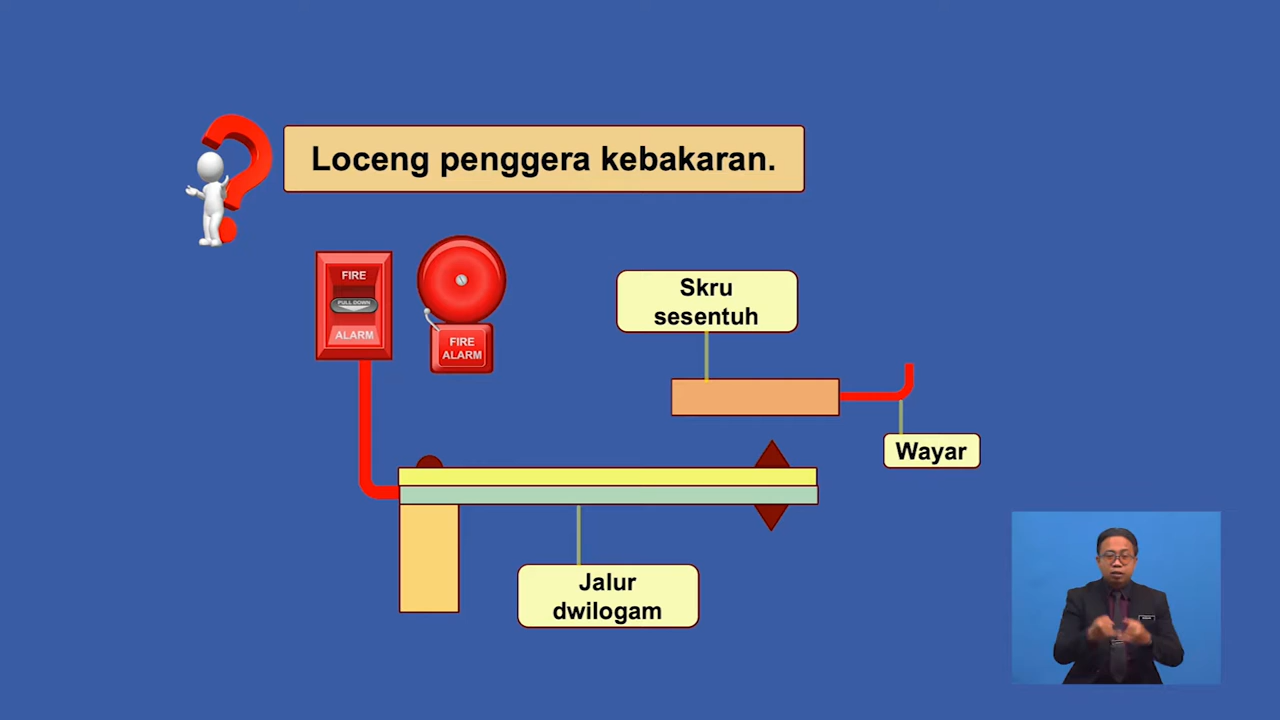 Loceng penggera kebakaran.
FIRE
PULL DOWN
ALARM
FIRE
ALARM
Skru
sesentuh
Wayar
Jalur
dwilogam